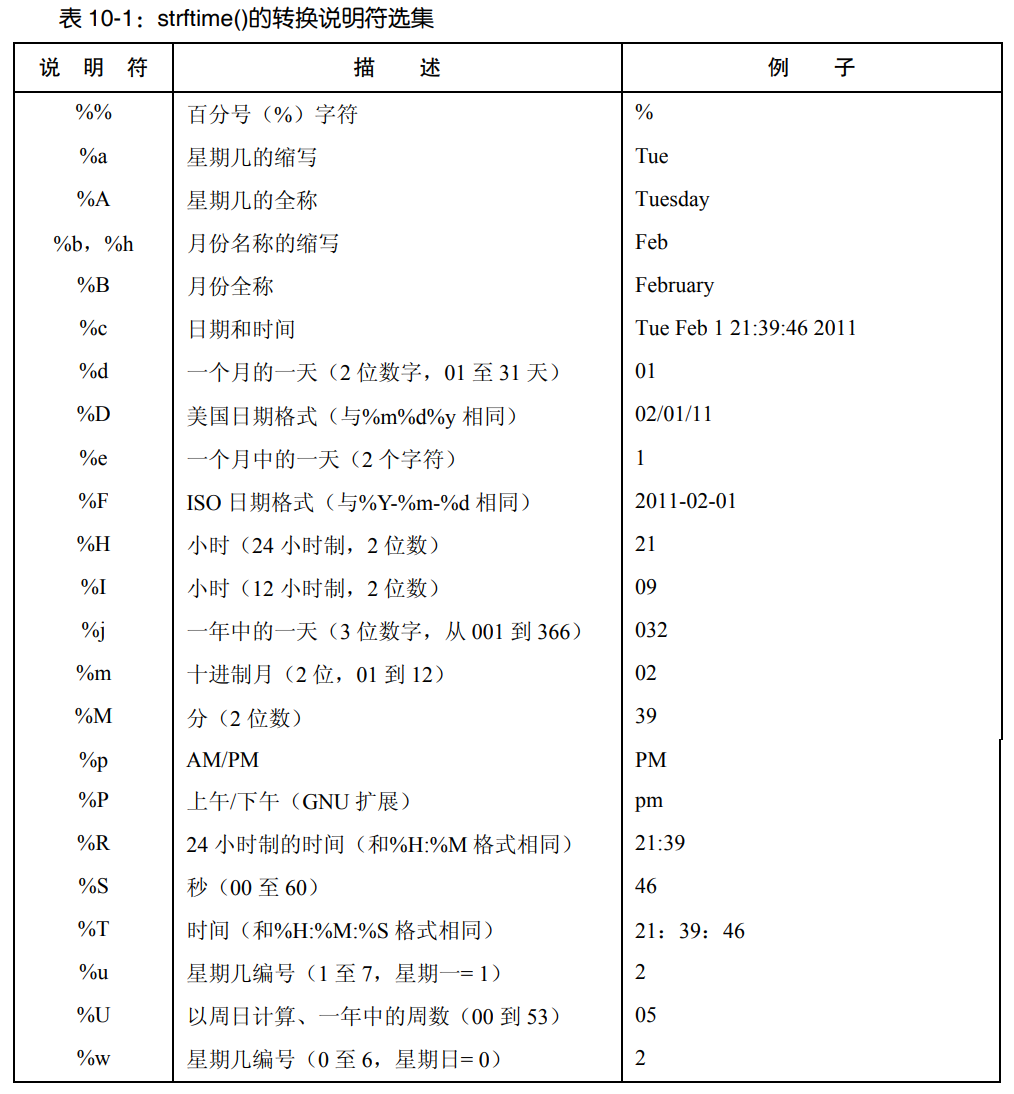 表 10-1：strftime()的转换说明符选集
说 明 符 描 述 例 子
%% 百分号（%）字符 %
%a 星期几的缩写 Tue
%A 星期几的全称 Tuesday
%b，%h 月份名称的缩写 Feb
%B 月份全称 February
%c 日期和时间 Tue Feb 1 21:39:46 2011
%d 一个月的一天（2 位数字，01 至 31 天） 01
%D 美国日期格式（与%m%d%y 相同） 02/01/11
%e 一个月中的一天（2 个字符） 1
%F ISO 日期格式（与%Y-%m-%d 相同） 2011-02-01
%H 小时（24 小时制，2 位数） 21
%I 小时（12 小时制，2 位数） 09
%j 一年中的一天（3 位数字，从 001 到 366） 032
%m 十进制月（2 位，01 到 12） 02
%M 分（2 位数） 39
%p AM/PM PM
%P 上午/下午（GNU 扩展） pm
%R 24 小时制的时间（和%H:%M 格式相同） 21:39
%S 秒（00 至 60） 46
%T 时间（和%H:%M:%S 格式相同） 21：39：46
%u 星期几编号（1 至 7，星期一= 1） 2
%U 以周日计算、一年中的周数（00 到 53） 05
%w 星期几编号（0 至 6，星期日= 0） 2